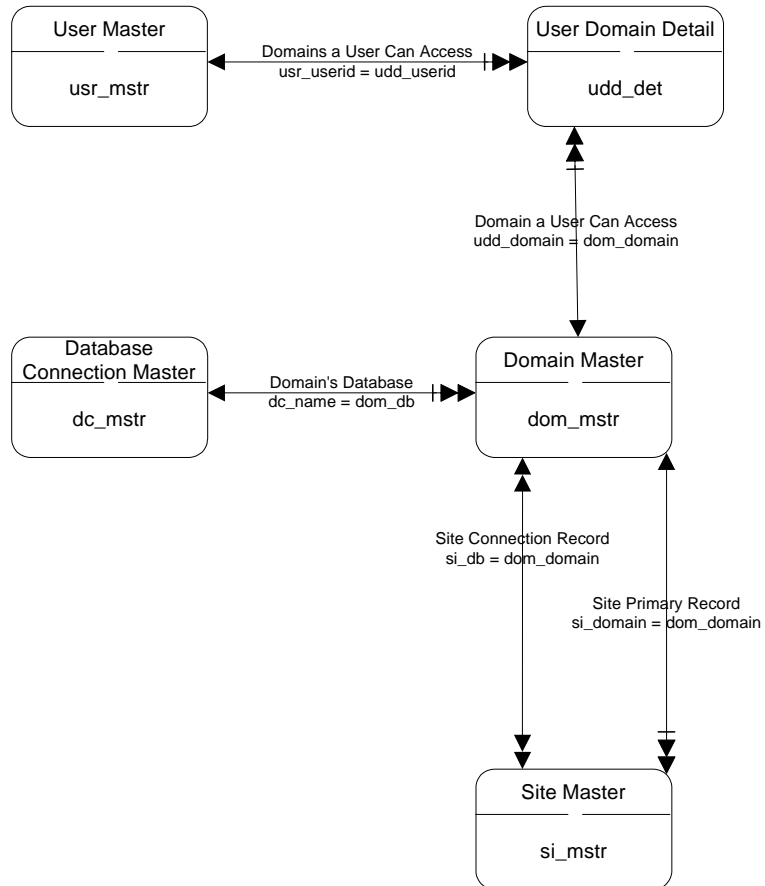 User Master
usr_mstr
Domains a User Can Access
usr_userid = udd_userid
User Domain Detail
udd_det
Domain a User Can Access
udd_domain = dom_domain
Database
Connection Master
dc_mstr
Domain's Database
dc_name = dom_db
Domain Master
dom_mstr
Site Connection Record
si_db = dom_domain
Site Primary Record
si_domain = dom_domain
Site Master
si_mstr